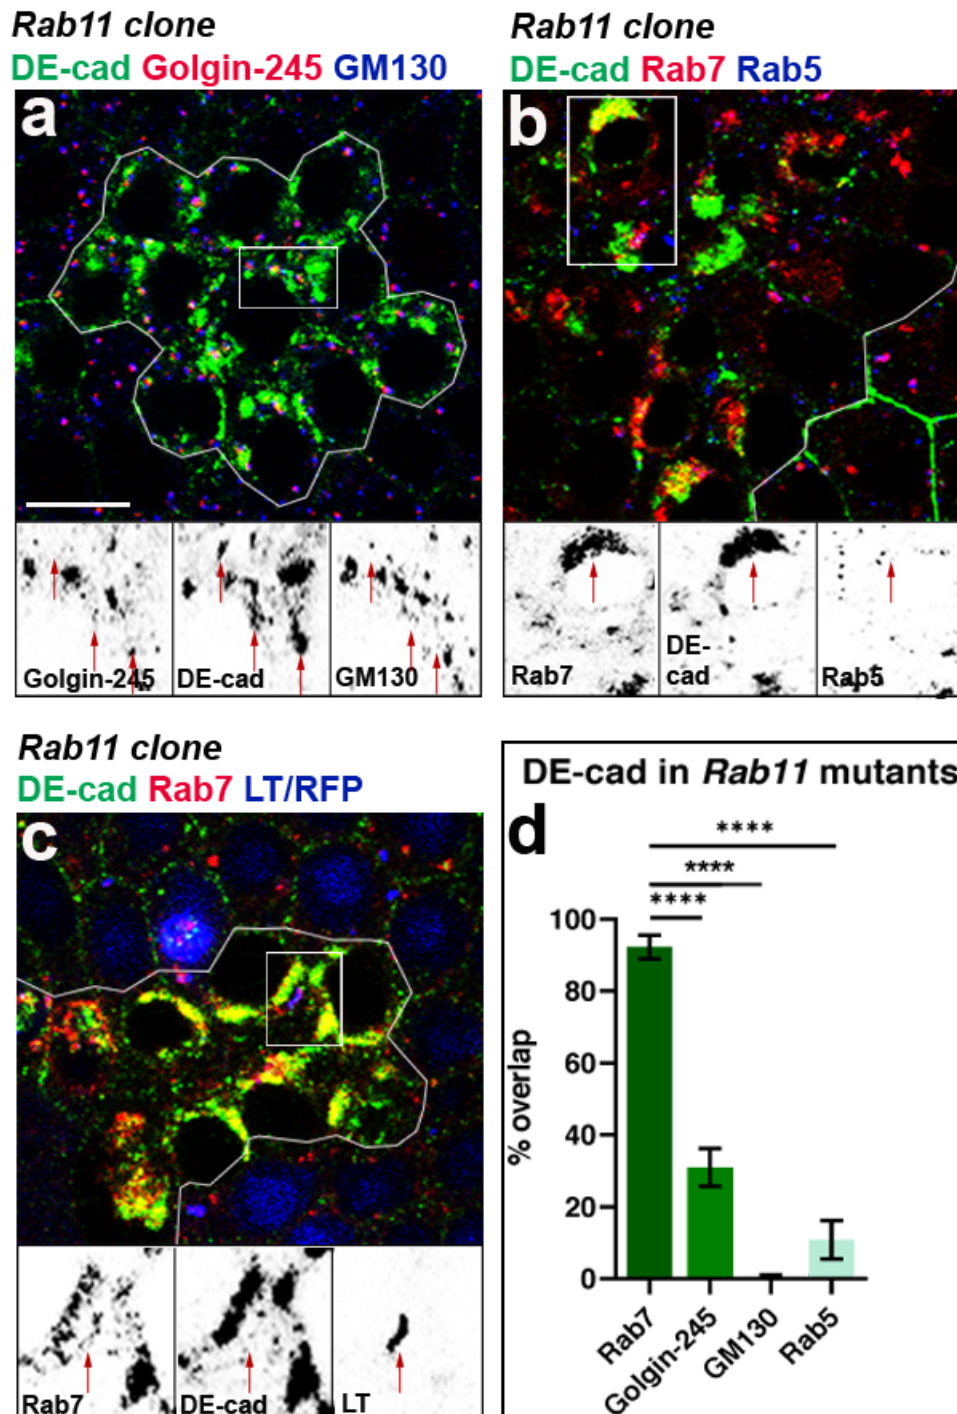 Rab11 clone
DE-cad Golgin-245 GM130
a
Golgin-245
DE-cad
GM130
Rab11 clone
DE-cad Rab7 Rab5
b
Rab7
DE-
cad
Rab5
Rab11 clone
DE-cad Rab7 LT/RFP
c
Rab7
DE-cad
LT
DE-cad in Rab11 mutants
d
****
****
****
% overlap
100
80
60
40
20
0
Rab7
Golgin-245
GM130
Rab5